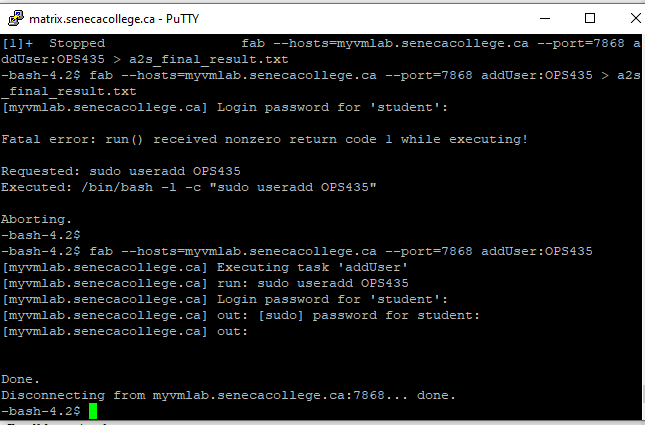 matrix.senecacollege.ca - PuTTY
[1]+  Stopped                 fab --hosts=myvmlab.senecacollege.ca --port=7868 a
ddUser:OPS435 > a2s_final_result.txt
-bash-4.2$ fab --hosts=myvmlab.senecacollege.ca --port=7868 addUser:OPS435 > a2s
_final_result.txt
[myvmlab.senecacollege.ca] Login password for 'student':
Fatal error: run() received nonzero return code 1 while executing!
Requested: sudo useradd OPS435
Executed: /bin/bash -l -c "sudo useradd OPS435"
Aborting.
-bash-4.2$
-bash-4.2$ fab --hosts=myvmlab.senecacollege.ca --port=7868 addUser:OPS435
[myvmlab.senecacollege.ca] Executing task 'addUser'
[myvmlab.senecacollege.ca] run: sudo useradd OPS435
[myvmlab.senecacollege.ca] Login password for 'student':
[myvmlab.senecacollege.ca] out: [sudo] password for student:
[myvmlab.senecacollege.ca] out:
Done.
Disconnecting from myvmlab.senecacollege.ca:7868... done.
-bash-4.2$